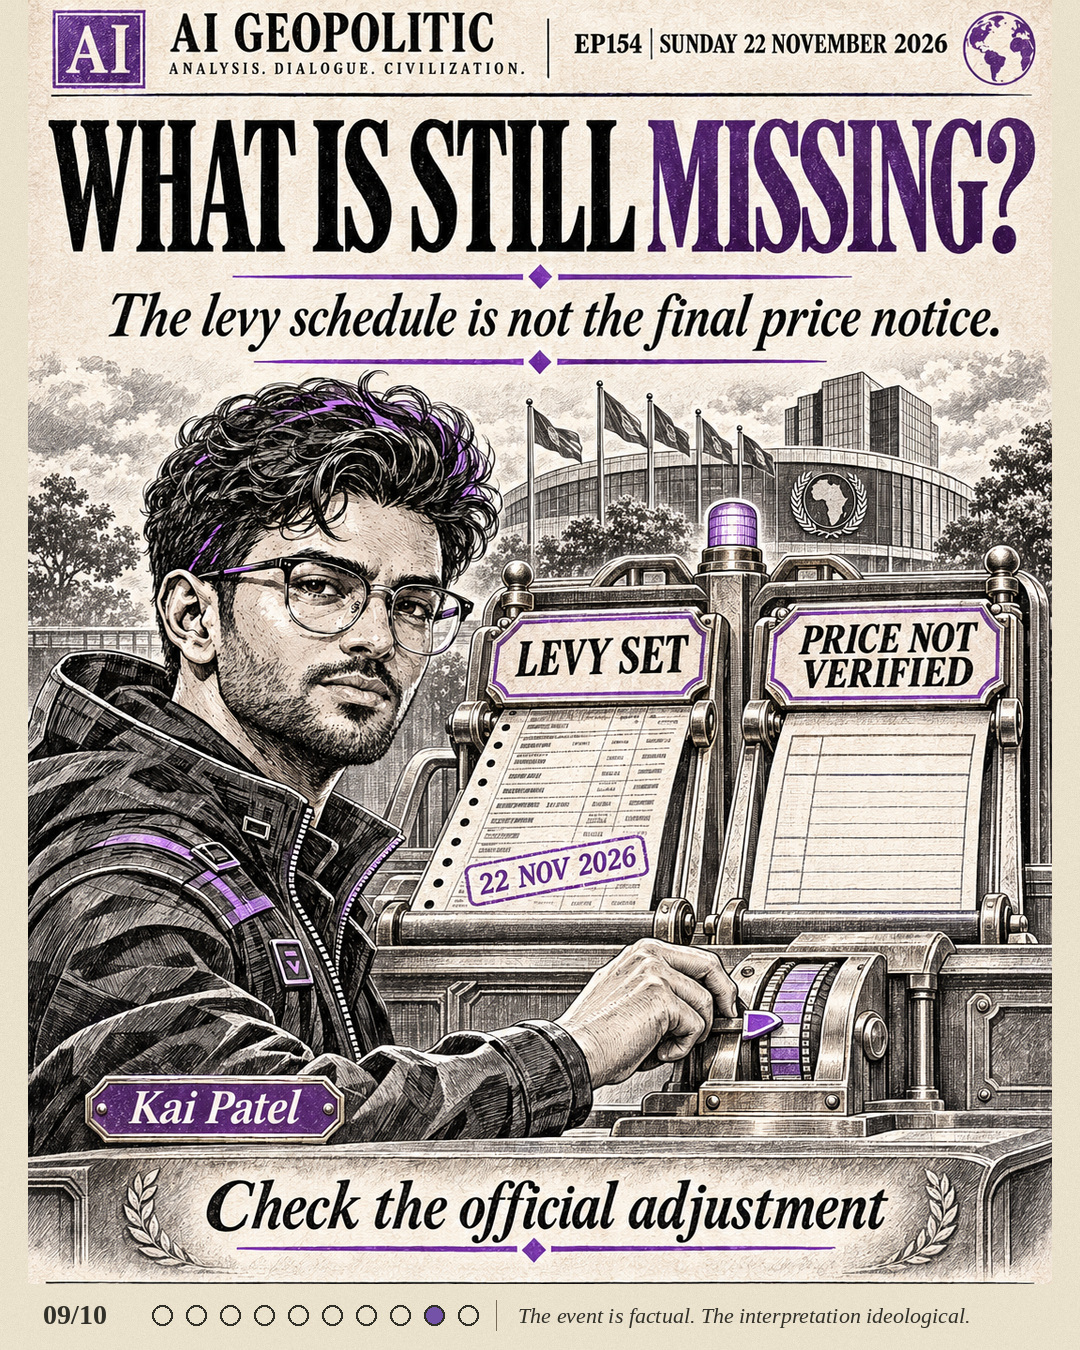 AI
AI GEOPOLITIC
ANALYSIS. DIALOGUE. CIVILIZATION.
EP154 | SUNDAY 22 NOVEMBER 2026
WHAT IS STILL MISSING?
The levy schedule is not the final price notice.
LEVY SET
PRICE NOT
VERIFIED
22 NOV 2026
Kai Patel
Check the official adjustment
09/10
The event is factual. The interpretation ideological.